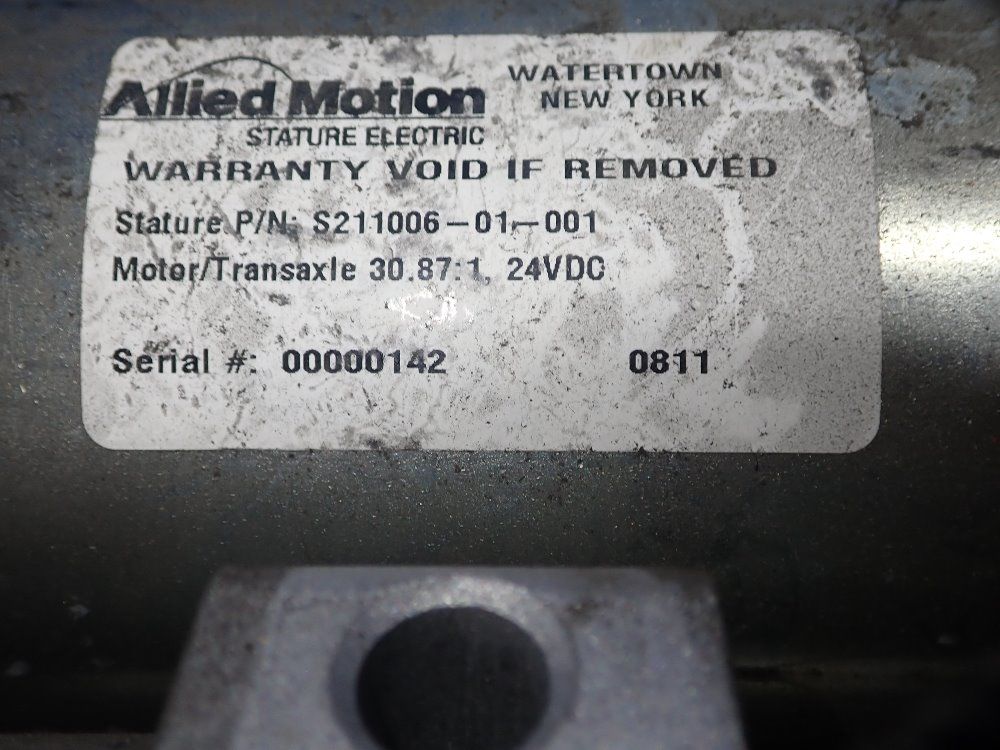 Allied Motion
STATURE ELECTRIC
WATERTOWN
NEW YORK
WARRANTY VOID IF REMOVED
Stature P/N: S211006-01-001
Motor/Transaxle 30.87:1, 24VDC
Serial #: 00000142 0811